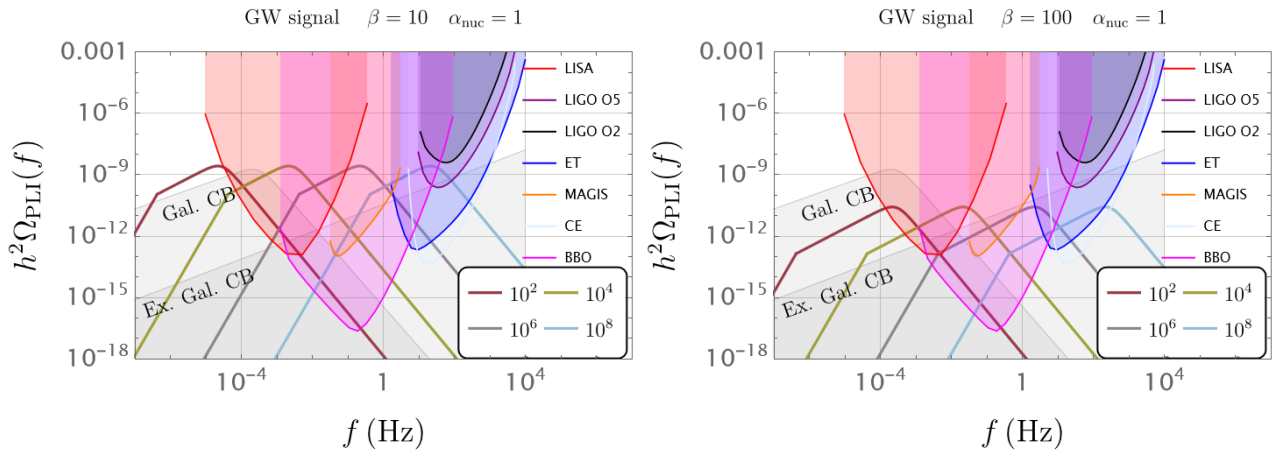 GW signal β = 10 α_nuc = 1
0.001
10^-6
10^-9
10^-12
10^-15
10^-18
h²Ω_PLI(f)
Gal. CB
Ex. Gal. CB
LISA
LIGO O5
LIGO O2
ET
MAGIS
CE
BBO
10^2 10^4
10^6 10^8
10^-4 1 10^4
f (Hz)
GW signal β = 100 α_nuc = 1
0.001
10^-6
10^-9
10^-12
10^-15
10^-18
h²Ω_PLI(f)
Gal. CB
Ex. Gal. CB
LISA
LIGO O5
LIGO O2
ET
MAGIS
CE
BBO
10^2 10^4
10^6 10^8
10^-4 1 10^4
f (Hz)